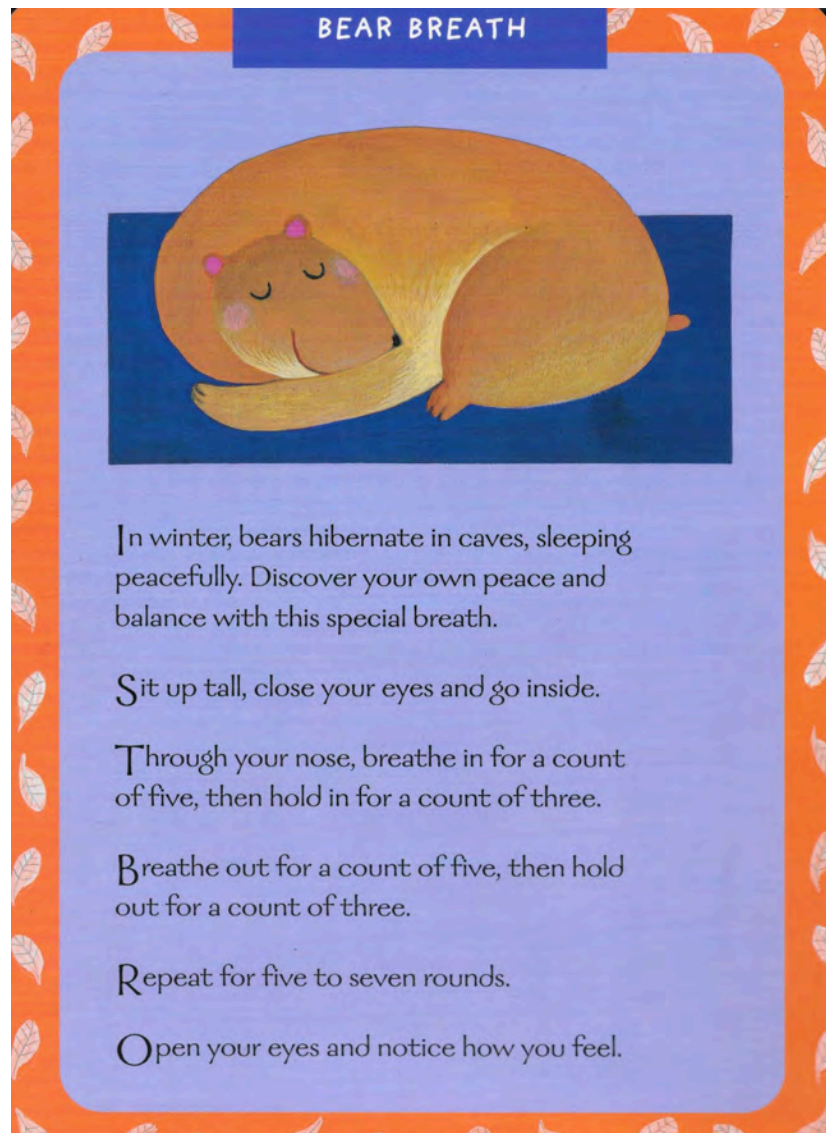 BEAR BREATH
In winter, bears hibernate in caves, sleeping
peacefully. Discover your own peace and
balance with this special breath.
Sit up tall, close your eyes and go inside.
Through your nose, breathe in for a count
of five, then hold in for a count of three.
Breathe out for a count of five, then hold
out for a count of three.
Repeat for five to seven rounds.
Open your eyes and notice how you feel.